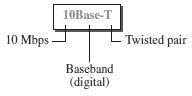 10Base-T
10 Mbps
Twisted pair
Baseband
(digital)